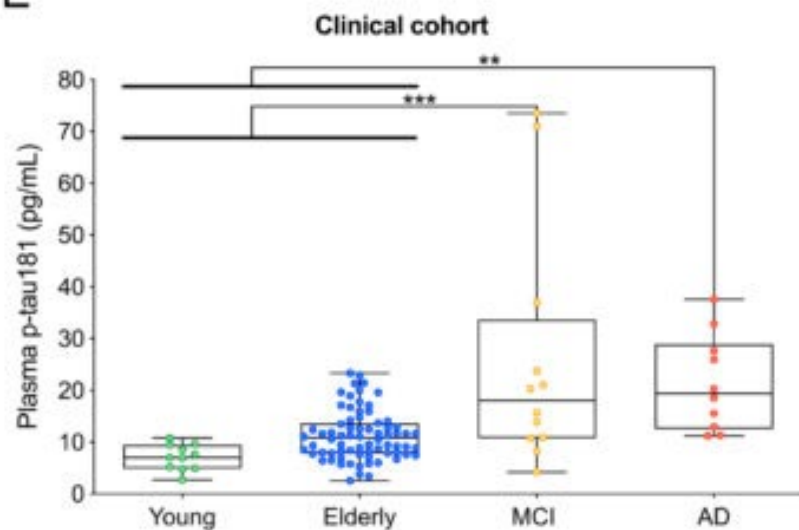 E
Clinical cohort
**
***
80
70
60
50
40
30
20
10
0
Plasma p-tau181 (pg/mL)
Young Elderly MCI AD